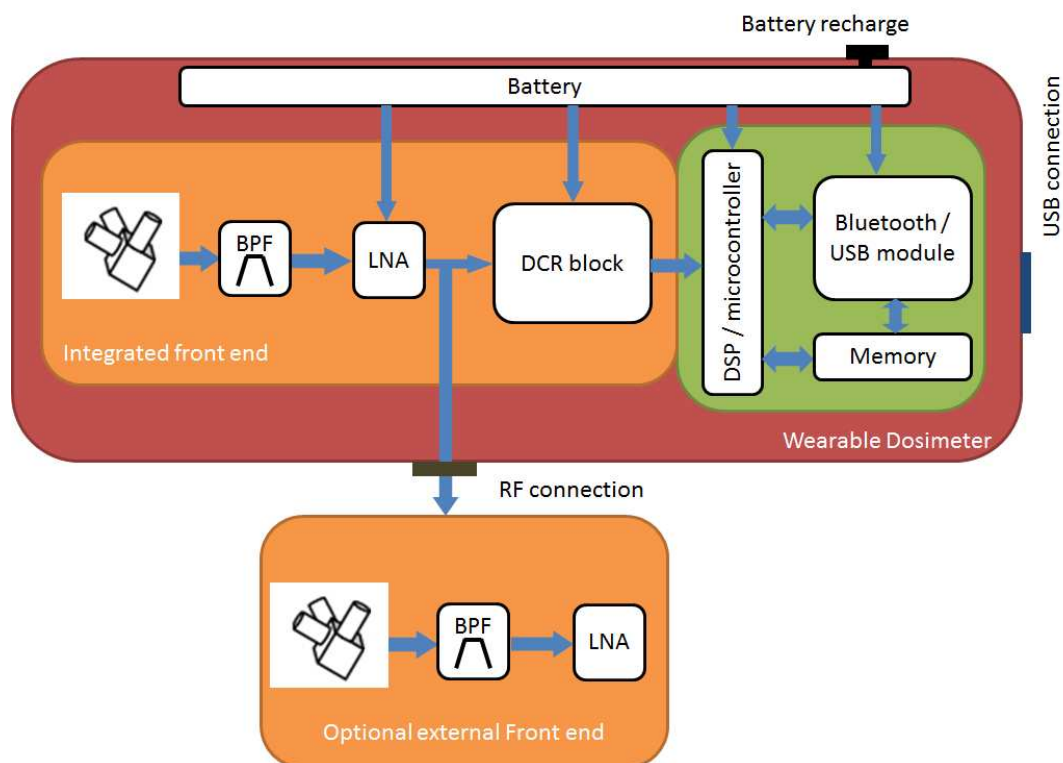 Battery recharge
Battery
USB connection
BPF
LNA
DCR block
DSP / microcontroller
Bluetooth /
USB module
Memory
Integrated front end
Wearable Dosimeter
RF connection
BPF
LNA
Optional external Front end